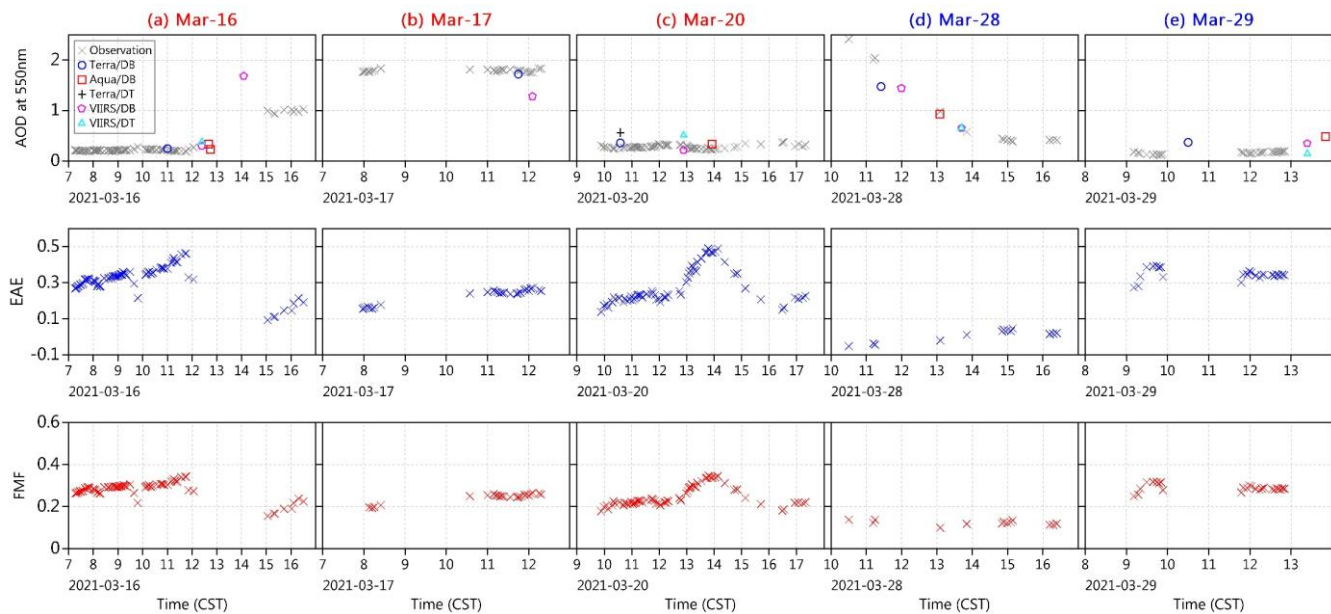 (a) Mar-16 (b) Mar-17 (c) Mar-20 (d) Mar-28 (e) Mar-29
AOD at 550nm
2
1
0
Observation
Terra/DB
Aqua/DB
Terra/DT
VIIRS/DB
VIIRS/DT
7 8 9 10 11 12 13 14 15 16 7 8 9 10 11 12 9 10 11 12 13 14 15 16 17 10 11 12 13 14 15 16 17 8 9 10 11 12 13
2021-03-16 2021-03-17 2021-03-20 2021-03-28 2021-03-29
EAE
0.5
0.3
0.1
-0.1
7 8 9 10 11 12 13 14 15 16 7 8 9 10 11 12 9 10 11 12 13 14 15 16 17 10 11 12 13 14 15 16 17 8 9 10 11 12 13
2021-03-16 2021-03-17 2021-03-20 2021-03-28 2021-03-29
FMF
0.6
0.4
0.2
0
7 8 9 10 11 12 13 14 15 16 7 8 9 10 11 12 9 10 11 12 13 14 15 16 17 10 11 12 13 14 15 16 17 8 9 10 11 12 13
2021-03-16 2021-03-17 2021-03-20 2021-03-28 2021-03-29
Time (CST) Time (CST) Time (CST) Time (CST) Time (CST)